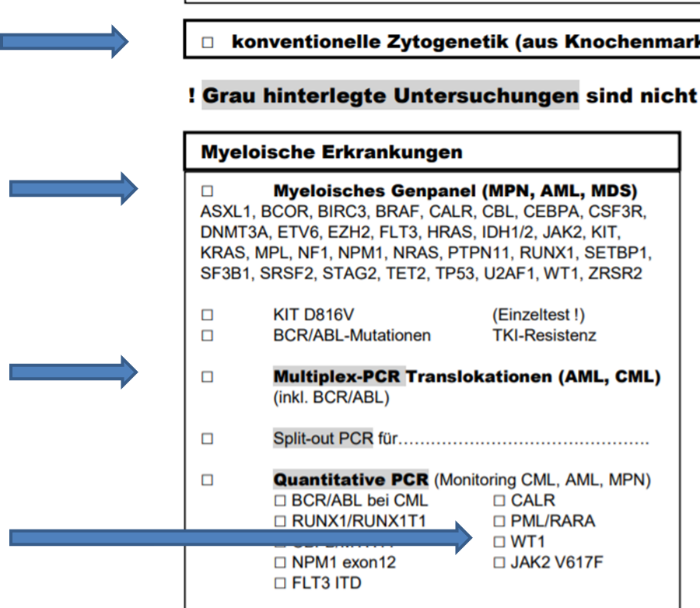 □ konventionelle Zytogenetik (aus Knochenmark
! Grau hinterlegte Untersuchungen sind nicht
Myeloische Erkrankungen
□ Myeloisches Genpanel (MPN, AML, MDS)
ASXL1, BCOR, BIRC3, BRAF, CALR, CBL, CEBPA, CSF3R,
DNMT3A, ETV6, EZH2, FLT3, HRAS, IDH1/2, JAK2, KIT,
KRAS, MPL, NF1, NPM1, NRAS, PTPN11, RUNX1, SETBP1,
SF3B1, SRSF2, STAG2, TET2, TP53, U2AF1, WT1, ZRSR2
□ KIT D816V (Einzeltest !)
□ BCR/ABL-Mutationen TKI-Resistenz
□ Multiplex-PCR Translokationen (AML, CML)
(inkl. BCR/ABL)
□ Split-out PCR für..............................................
□ Quantitative PCR (Monitoring CML, AML, MPN)
□ BCR/ABL bei CML □ CALR
□ RUNX1/RUNX1T1 □ PML/RARA
□ WT1
□ NPM1 exon12 □ JAK2 V617F
□ FLT3 ITD